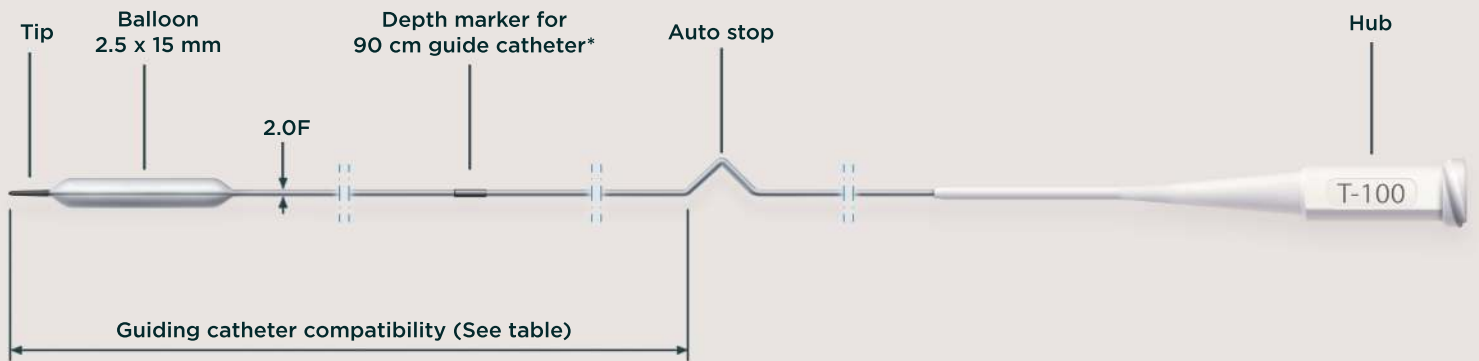 Tip
Balloon
2.5 x 15 mm
Depth marker for
90 cm guide catheter*
Auto stop
Hub
2.0F
T-100
Guiding catheter compatibility (See table)